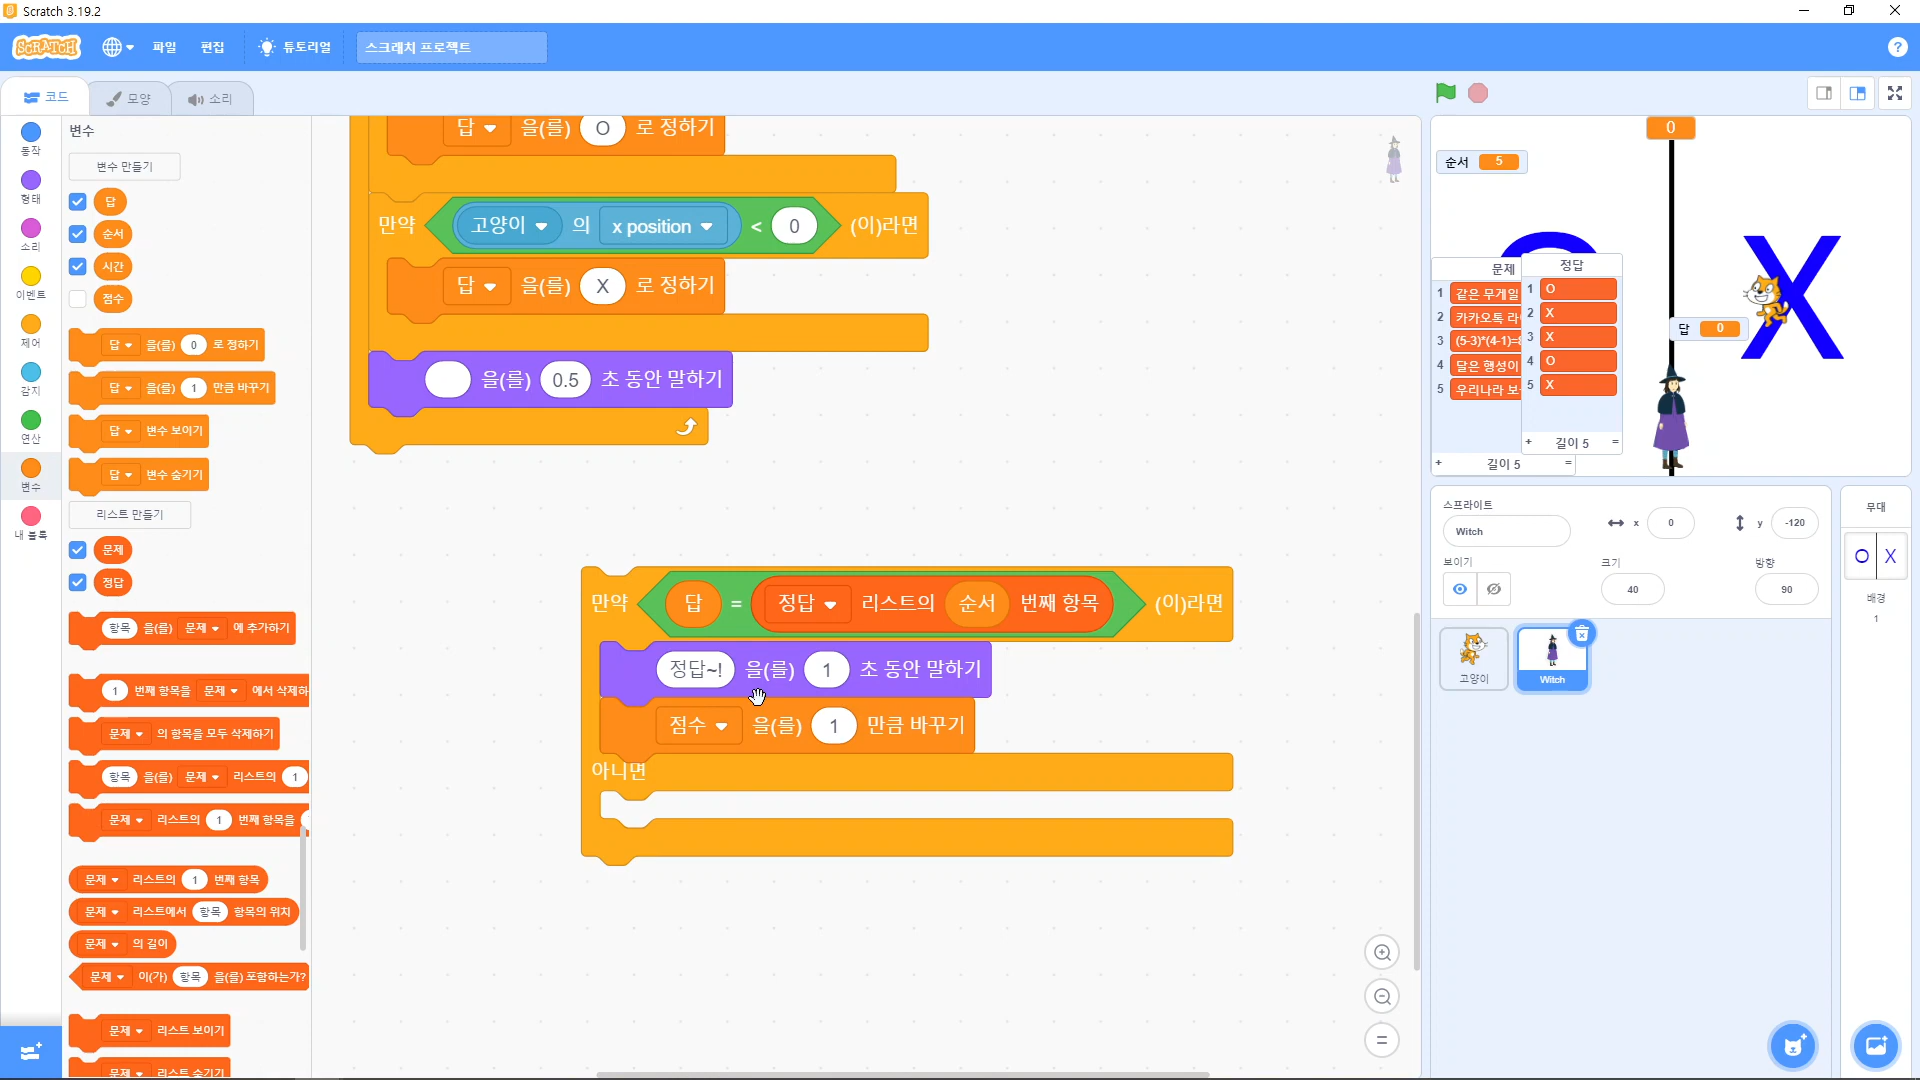 Scratch 3.19.2
SCRATCH 파일 편집 튜토리얼 스크래치 프로젝트
코드 모양 소리
동작
형태
소리
이벤트
제어
감지
연산
변수
내 블록
변수
변수 만들기
답
순서
시간
점수
답 을(를) 0 로 정하기
답 을(를) 1 만큼 바꾸기
답 변수 보이기
답 변수 숨기기
리스트 만들기
문제
정답
항목 을(를) 문제 에 추가하기
1 번째 항목을 문제 에서 삭제하
문제 의 항목을 모두 삭제하기
항목 을(를) 문제 리스트의 1
문제 리스트의 1 번째 항목을
문제 리스트의 1 번째 항목
문제 리스트에서 항목 항목의 위치
문제 의 길이
문제 이(가) 항목 을(를) 포함하는가?
문제 리스트 보이기
문제 리스트 숨기기
답 을(를) O 로 정하기
만약 고양이 의 x position < 0 (이)라면
답 을(를) X 로 정하기
을(를) 0.5 초 동안 말하기
만약 답 = 정답 리스트의 순서 번째 항목 (이)라면
정답~! 을(를) 1 초 동안 말하기
점수 을(를) 1 만큼 바꾸기
아니면
0
순서 5
문제
1 같은 무게일
2 카카오톡 라
3 (5-3)*(4-1)=
4 달은 행성이
5 우리나라 보
+ 길이 5 =
정답
1 O
2 X
3 X
4 O
5 X
+ 길이 5 =
답 0
X
스프라이트
Witch
x 0
y -120
보이기
크기
40
방향
90
고양이
Witch
무대
O X
배경
1